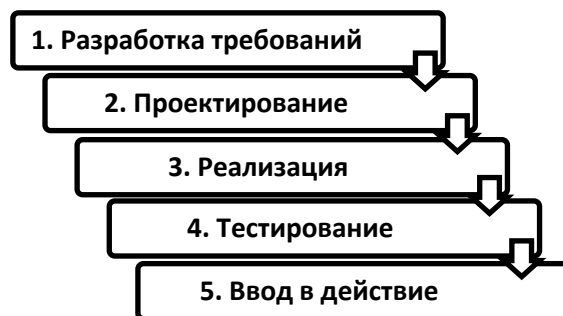 1. Разработка требований
2. Проектирование
3. Реализация
4. Тестирование
5. Ввод в действие